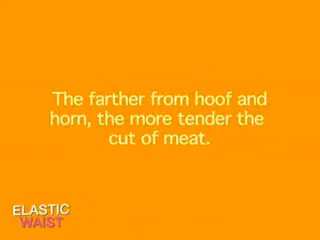 The farther from hoof and
horn, the more tender the
cut of meat.
ELASTIC
WAIST